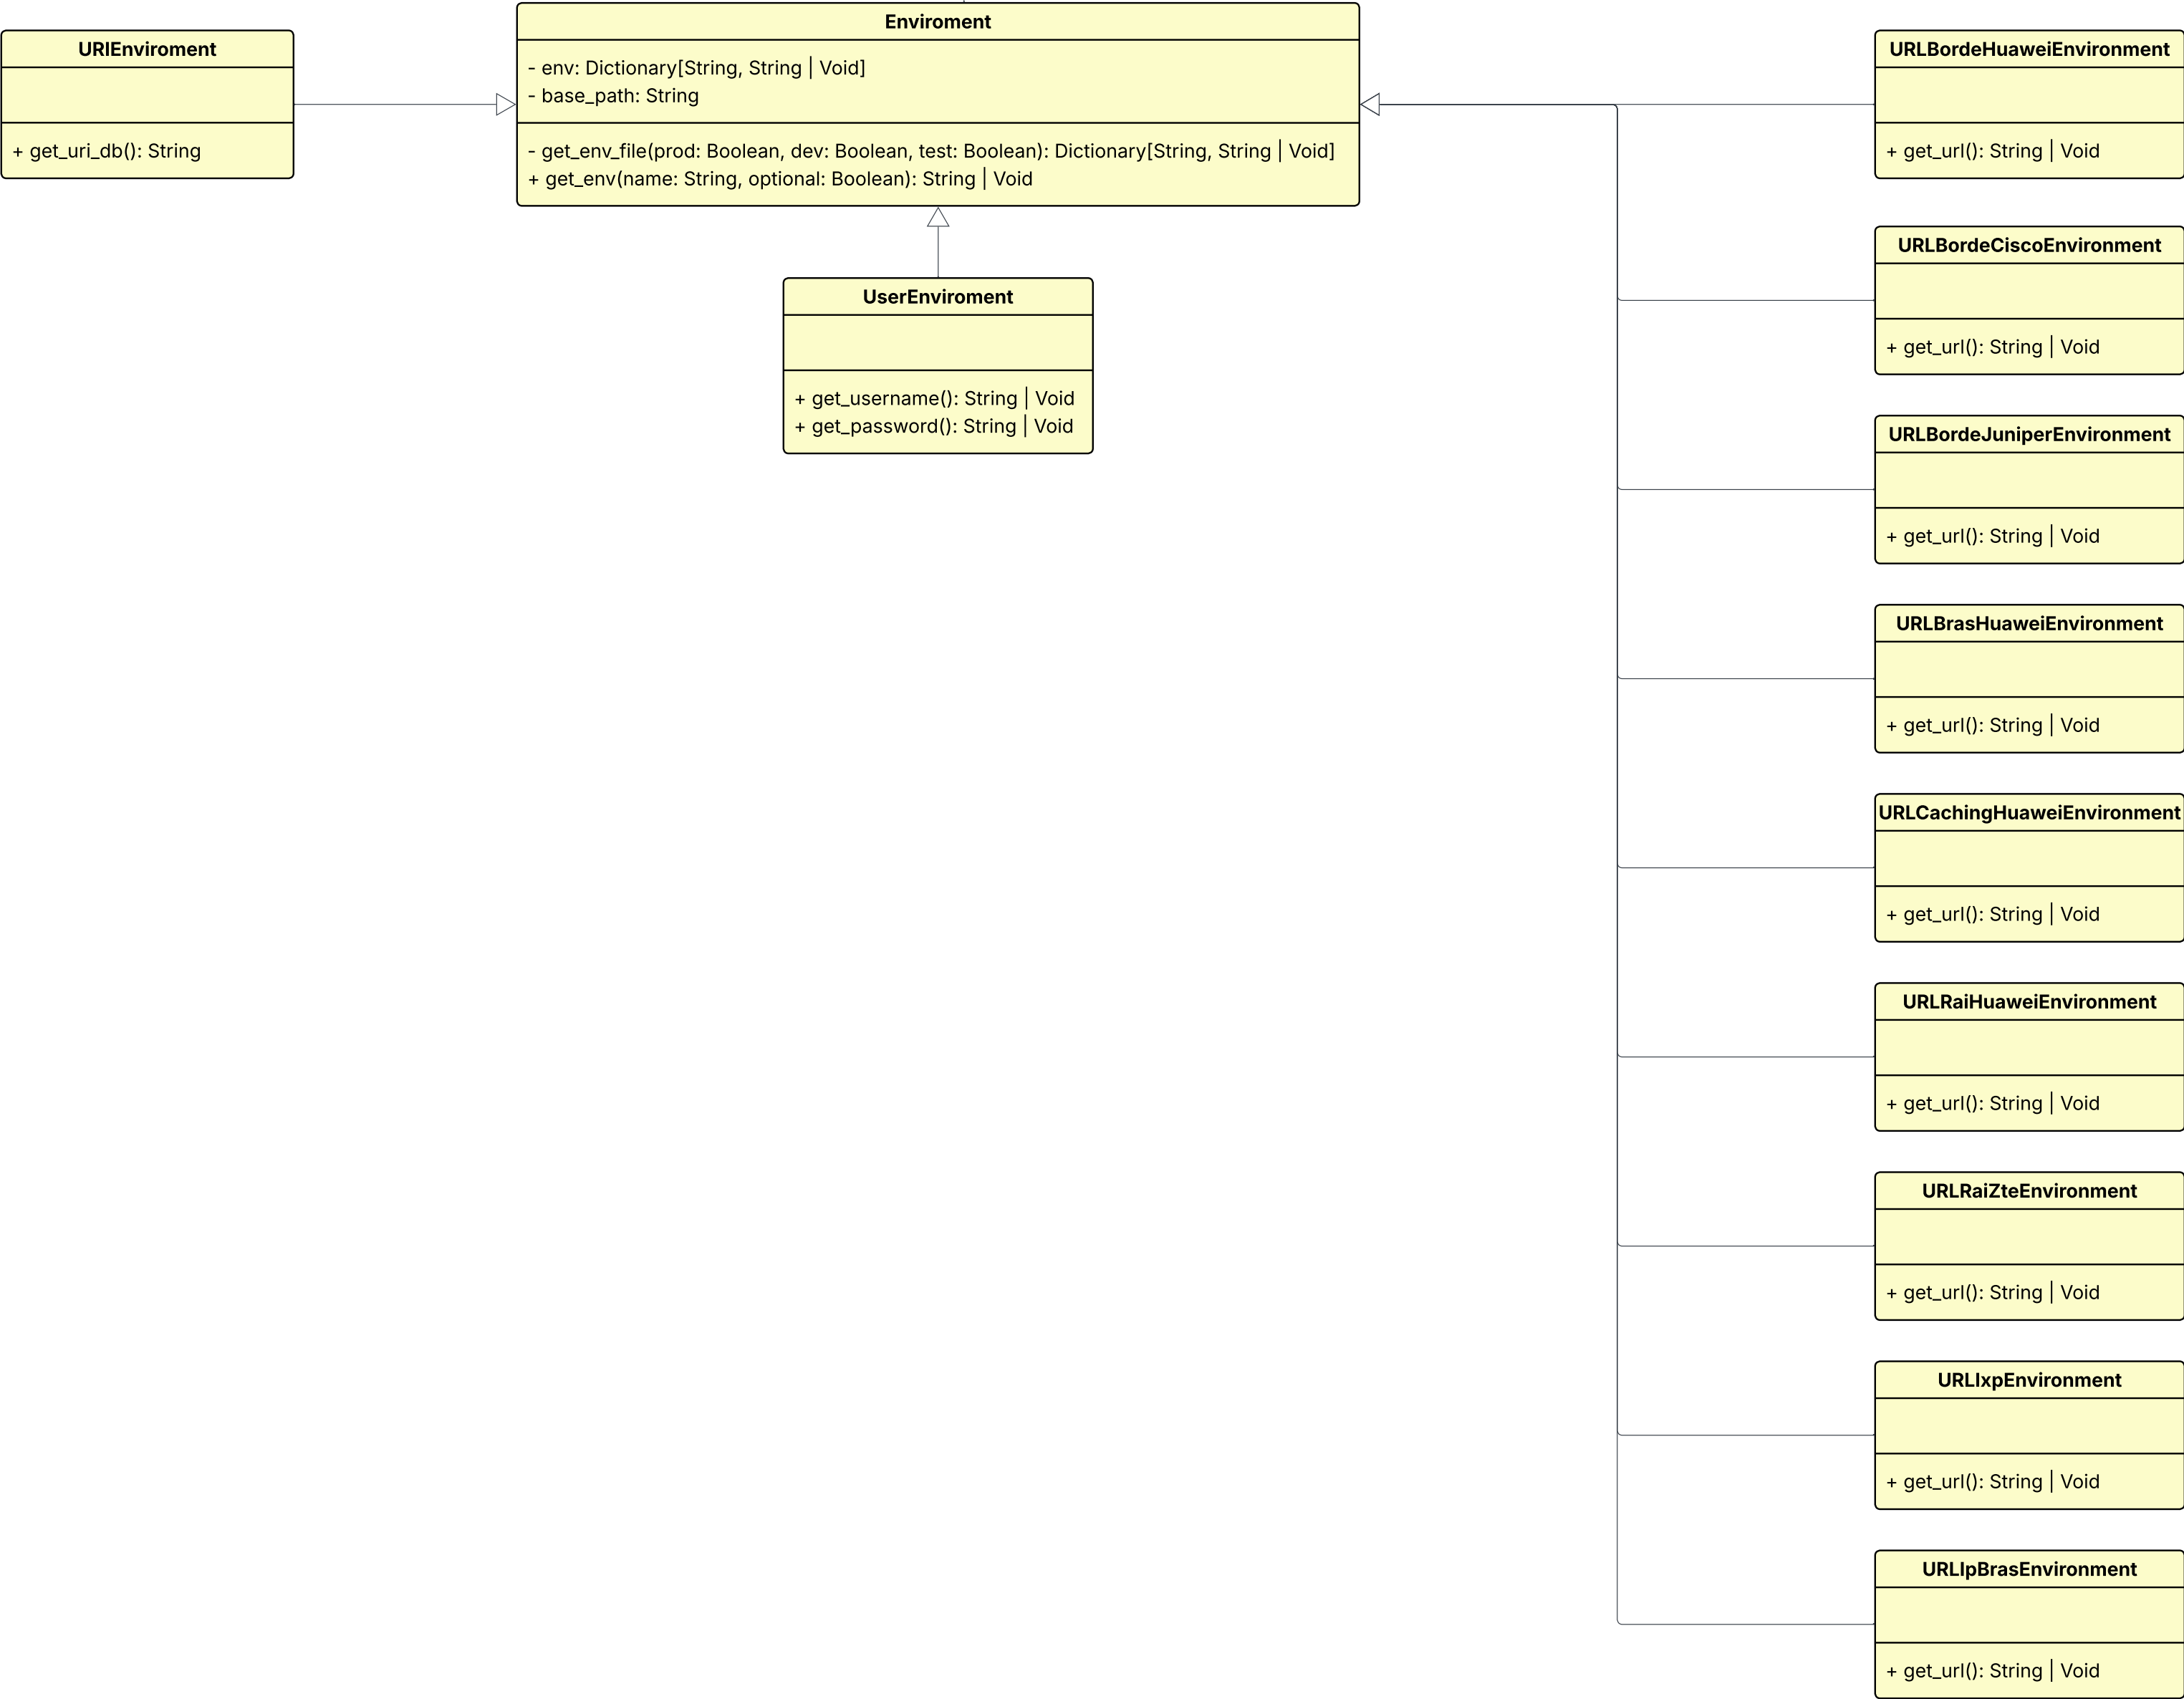 URIEnviroment
+ get_uri_db(): String
Enviroment
- env: Dictionary[String, String | Void]
- base_path: String
- get_env_file(prod: Boolean, dev: Boolean, test: Boolean): Dictionary[String, String | Void]
+ get_env(name: String, optional: Boolean): String | Void
UserEnviroment
+ get_username(): String | Void
+ get_password(): String | Void
URLBordeHuaweiEnvironment
+ get_url(): String | Void
URLBordeCiscoEnvironment
+ get_url(): String | Void
URLBordeJuniperEnvironment
+ get_url(): String | Void
URLBrasHuaweiEnvironment
+ get_url(): String | Void
URLCachingHuaweiEnvironment
+ get_url(): String | Void
URLRaiHuaweiEnvironment
+ get_url(): String | Void
URLRaiZteEnvironment
+ get_url(): String | Void
URLIxpEnvironment
+ get_url(): String | Void
URLIpBrasEnvironment
+ get_url(): String | Void